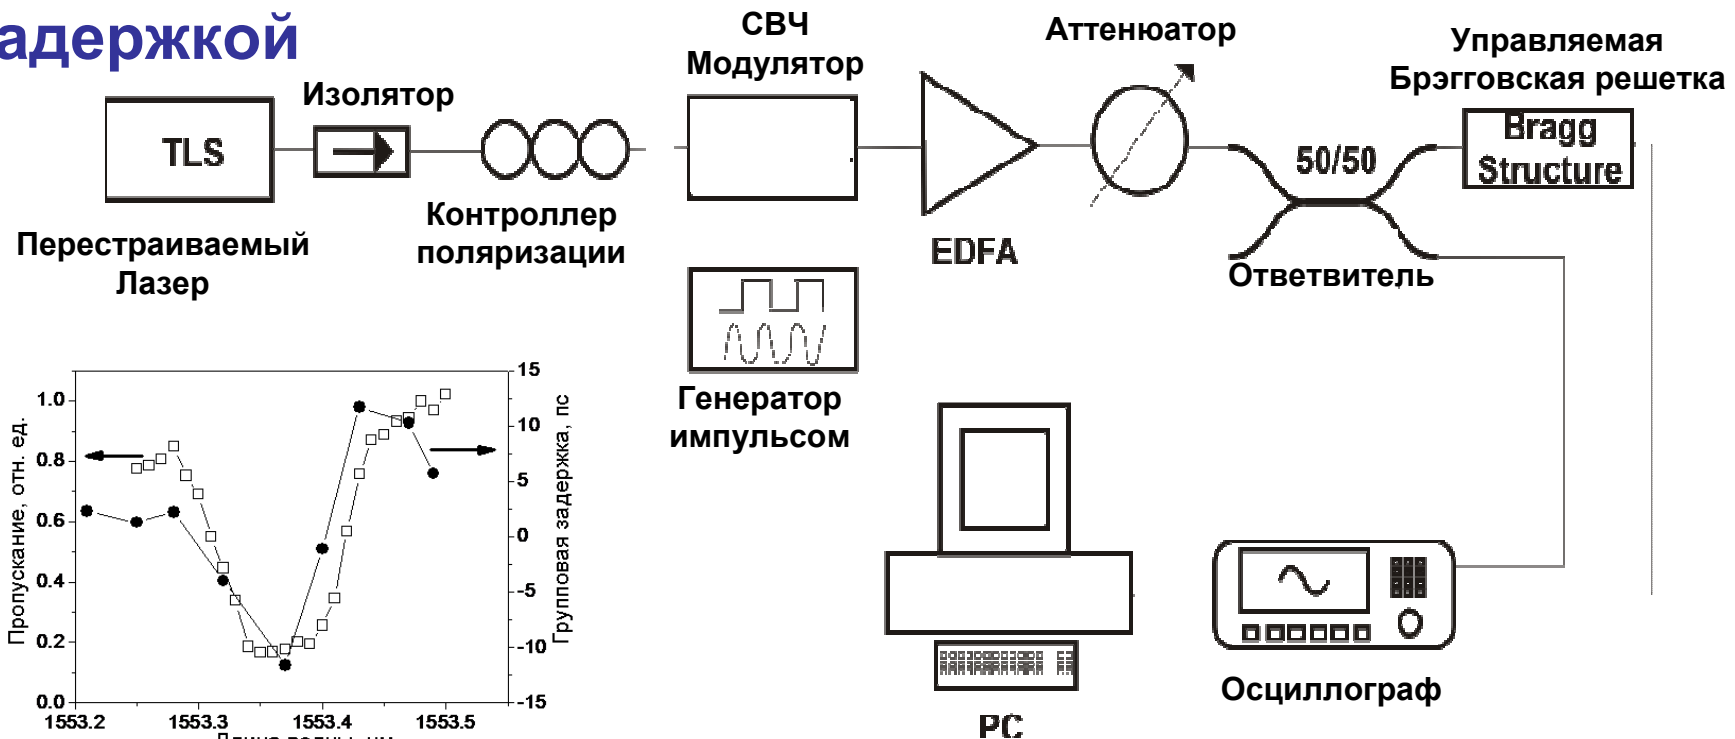 адержкой
СВЧ
Модулятор
Аттенюатор
Управляемая
Брэгговская решетка
Изолятор
TLS
50/50
Bragg
Structure
Контроллер
поляризации
Перестраиваемый
Лазер
EDFA
Ответвитель
Генератор
импульсом
Пропускание, отн. ед.
1.0
0.8
0.6
0.4
0.2
0.0
15
10
5
0
-5
-10
-15
Групповая задержка, пс
1553.2
1553.3
1553.4
1553.5
PC
Осциллограф